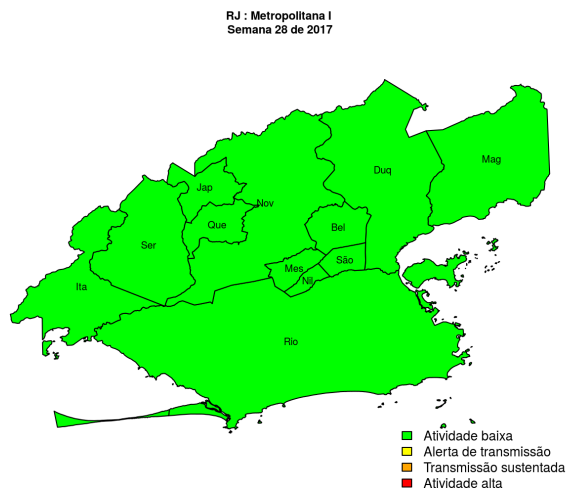 RJ : Metropolitana I
Semana 28 de 2017
Mag
Duq
Jap
Nov
Que
Bel
Ser
São
Mes
Nil
Ita
Rio
Atividade baixa
Alerta de transmissão
Transmissão sustentada
Atividade alta